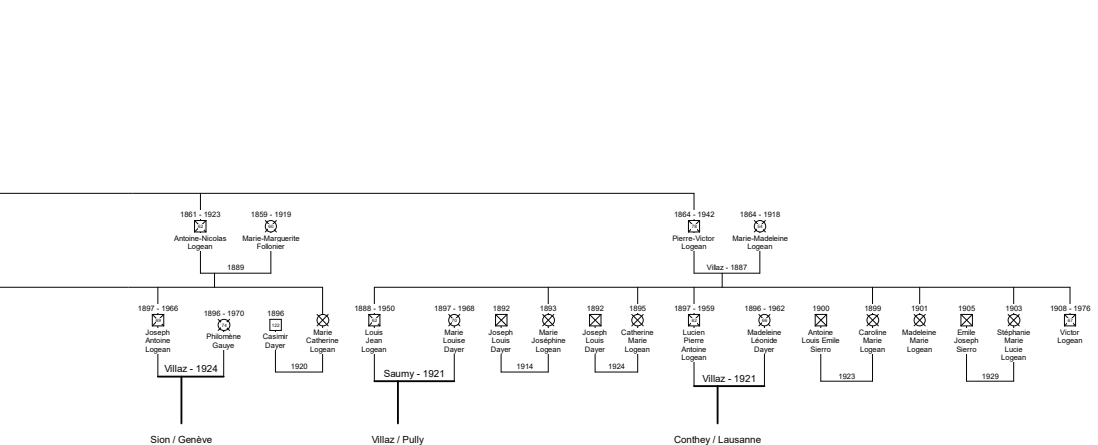 1861 - 1923
Antoine-Nicolas
Logean
1859 - 1919
Marie-Marguerite
Follonier
1889
1864 - 1942
Pierre-Victor
Logean
1864 - 1918
Marie-Madeleine
Logean
Villaz - 1887
1897 - 1966
Joseph
Antoine
Logean
1896 - 1970
Philomène
Gauye
Villaz - 1924
1896
122
Casimir
Dayer
Marie
Catherine
Logean
1920
1888 - 1950
Louis
Jean
Logean
1897 - 1968
Marie
Louise
Dayer
Saumy - 1921
1892
Joseph
Louis
Dayer
1893
Marie
Joséphine
Logean
1914
1892
Joseph
Louis
Dayer
1895
Catherine
Marie
Logean
1924
1897 - 1959
Lucien
Pierre
Antoine
Logean
1896 - 1962
Madeleine
Léonide
Dayer
Villaz - 1921
1900
Antoine
Louis Emile
Sierro
1899
Caroline
Marie
Logean
1923
1901
Madeleine
Marie
Logean
1905
Emile
Joseph
Sierro
1903
Stéphanie
Marie
Lucie
Logean
1929
1908 - 1976
Victor
Logean
Sion / Genève
Villaz / Pully
Conthey / Lausanne